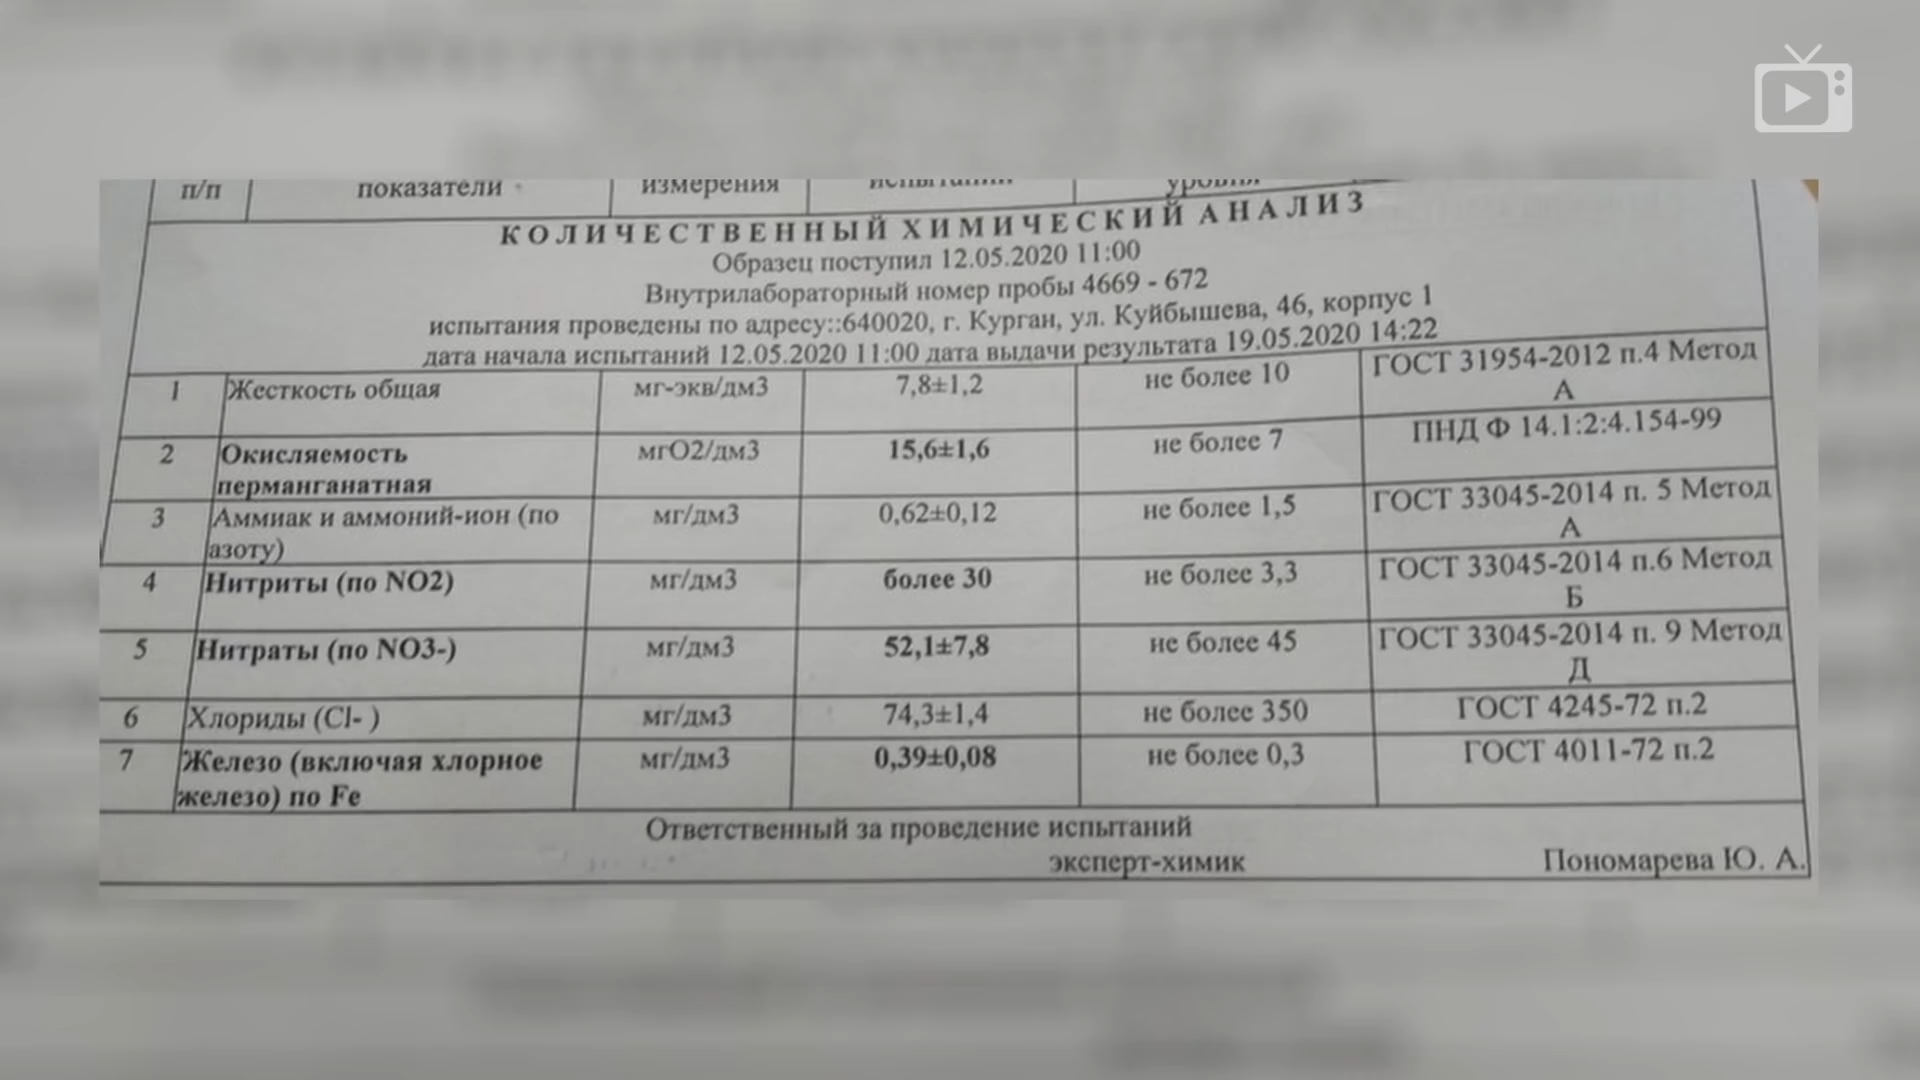 п/п показатели измерения испытаний уровня
КОЛИЧЕСТВЕННЫЙ ХИМИЧЕСКИЙ АНАЛИЗ
Образец поступил 12.05.2020 11:00
Внутрилабораторный номер пробы 4669 - 672
испытания проведены по адресу::640020, г. Курган, ул. Куйбышева, 46, корпус 1
дата начала испытаний 12.05.2020 11:00 дата выдачи результата 19.05.2020 14:22
1 Жесткость общая мг-экв/дм3 7,8±1,2 не более 10 ГОСТ 31954-2012 п.4 Метод
А
2 Окисляемость мгО2/дм3 15,6±1,6 не более 7 ПНД Ф 14.1:2:4.154-99
перманганатная
3 Аммиак и аммоний-ион (по мг/дм3 0,62±0,12 не более 1,5 ГОСТ 33045-2014 п. 5 Метод
азоту) А
4 Нитриты (по NO2) мг/дм3 более 30 не более 3,3 ГОСТ 33045-2014 п.6 Метод
Б
5 Нитраты (по NO3-) мг/дм3 52,1±7,8 не более 45 ГОСТ 33045-2014 п. 9 Метод
Д
6 Хлориды (Cl- ) мг/дм3 74,3±1,4 не более 350 ГОСТ 4245-72 п.2
7 Железо (включая хлорное мг/дм3 0,39±0,08 не более 0,3 ГОСТ 4011-72 п.2
железо) по Fe
Ответственный за проведение испытаний
эксперт-химик Пономарева Ю. А.